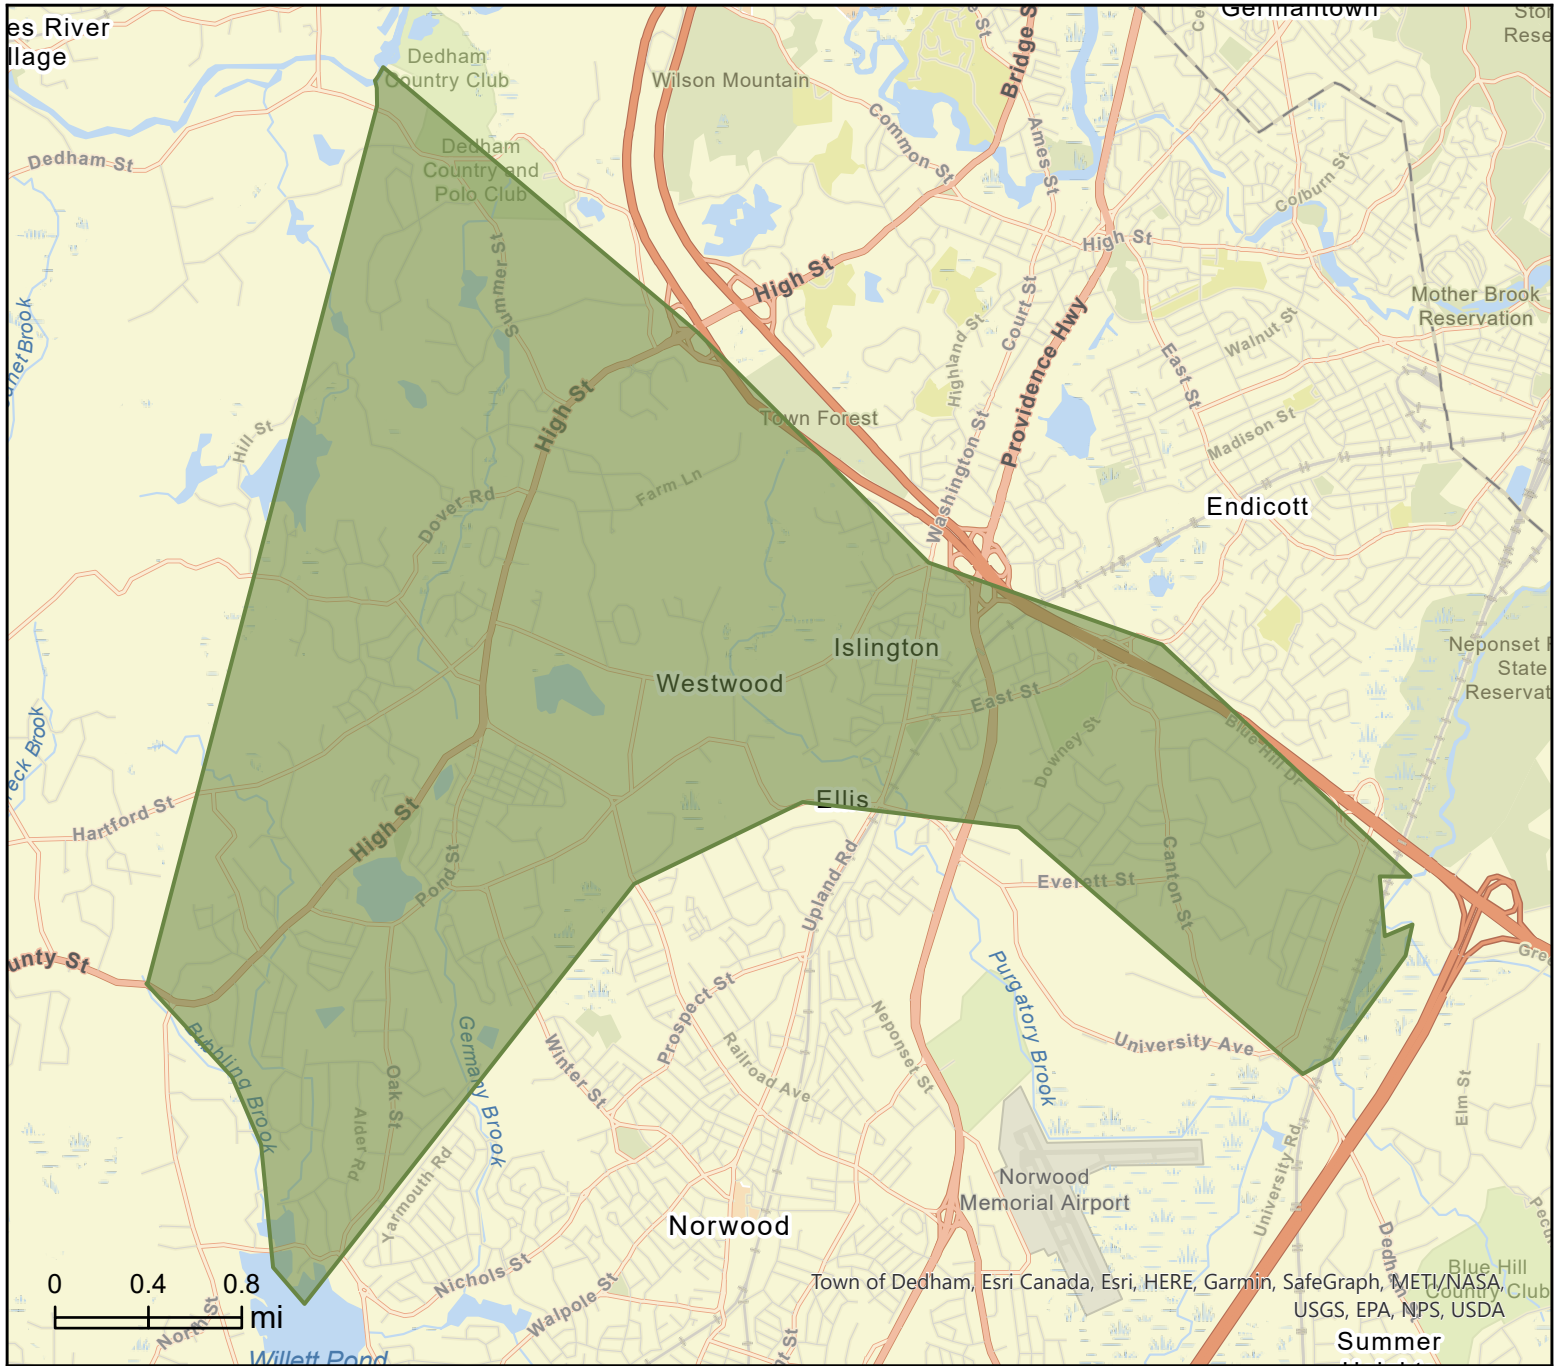 es River
llage
Germantown
Dedham
Country Club
Wilson Mountain
Bridge S
Common St
Ames St
Dedham St
Dedham
Country and
Polo Club
Colburn St
High St
High St
Summer St
Court St
Providence Hwy
Mother Brook
Reservation
Walnut St
East St
Highland St
High St
Town Forest
Hill St
Madison St
Washington St
Farm Ln
Dover Rd
Endicott
Islington
Westwood
East St
Downey St
Blue Hill Dr
Hartford St
High St
Pond St
Ellis
Upland Rd
Everett St
Canton St
unty St
Bubbling Brook
Germany Brook
Oak St
Alder Rd
Yarmouth Rd
Winter St
Prospect St
Railroad Ave
Neponset St
Purgatory Brook
University Ave
Elm St
University Rd
Norwood
Memorial Airport
Norwood
Nichols St
Walpole St
North St
Willett Pond
0 0.4 0.8
mi
Blue Hill
Country Club
Town of Dedham, Esri Canada, Esri, HERE, Garmin, SafeGraph, METI/NASA,
USGS, EPA, NPS, USDA
Summer